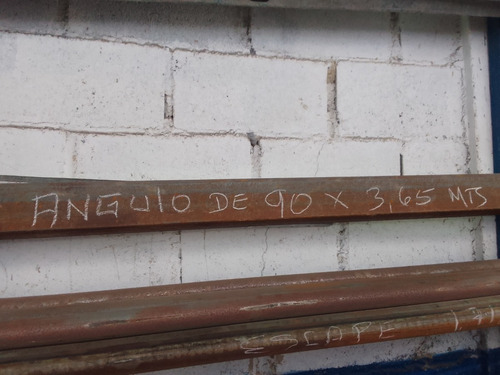 ANGULO DE 90 X 3,65 MTS
ESCAPE